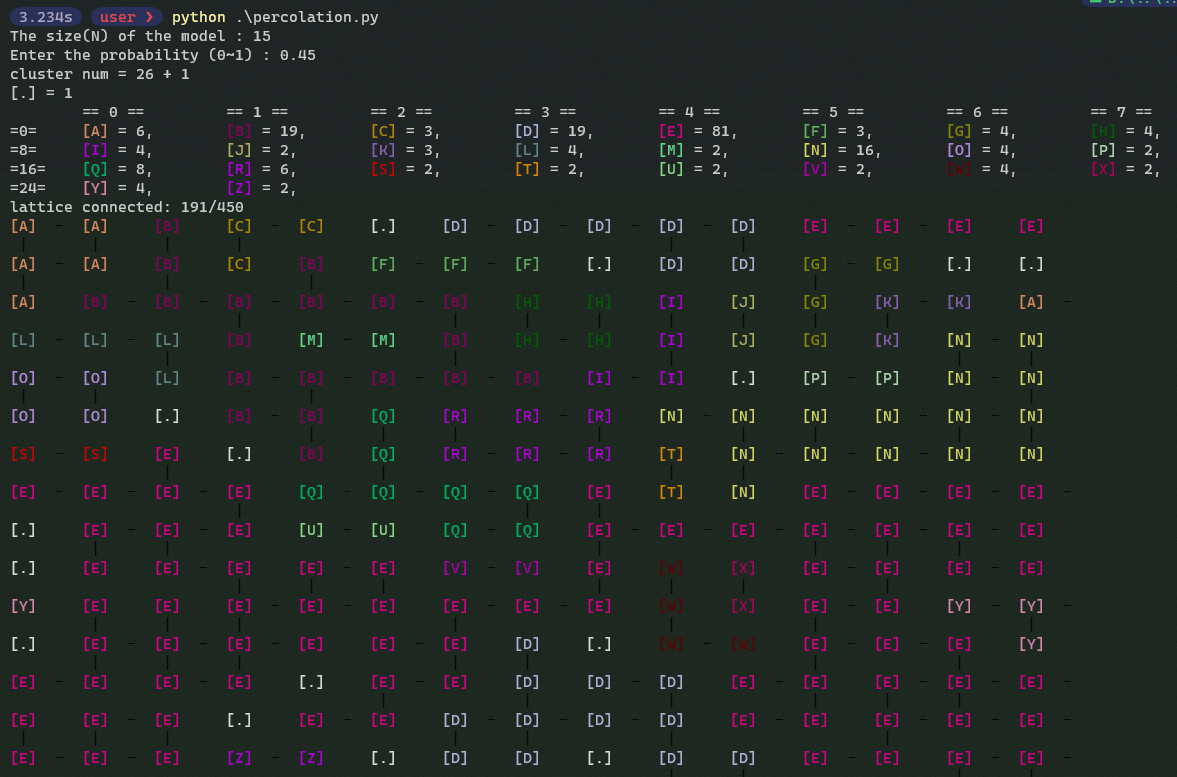 3.234s user ❯ python .\percolation.py
The size(N) of the model : 15
Enter the probability (0~1) : 0.45
cluster num = 26 + 1
[.] = 1
== 0 == == 1 == == 2 == == 3 == == 4 == == 5 == == 6 == == 7 ==
=0= [A] = 6, [B] = 19, [C] = 3, [D] = 19, [E] = 81, [F] = 3, [G] = 4, [H] = 4,
=8= [I] = 4, [J] = 2, [K] = 3, [L] = 4, [M] = 2, [N] = 16, [O] = 4, [P] = 2,
=16= [Q] = 8, [R] = 6, [S] = 2, [T] = 2, [U] = 2, [V] = 2, [W] = 4, [X] = 2,
=24= [Y] = 4, [Z] = 2,
lattice connected: 191/450
[A] - [A] [B] [C] - [C] [.] [D] - [D] - [D] - [D] - [D] [E] - [E] - [E] [E]
[A] - [A] [B] [C] [B] [F] - [F] - [F] [.] [D] [D] [G] - [G] [.] [.]
[A] [B] - [B] - [B] - [B] - [B] - [B] [H] - [H] [I] [J] [G] [K] - [K] [A] -
[L] - [L] - [L] [B] [M] - [M] [B] [H] - [H] [I] [J] [G] [K] [N] - [N]
[O] - [O] [L] [B] - [B] - [B] - [B] - [B] [I] - [I] [.] [P] - [P] [N] - [N]
[O] [O] [.] [B] - [B] [Q] [R] - [R] - [R] [N] - [N] [N] - [N] - [N] - [N]
[S] - [S] [E] [.] [B] [Q] [R] - [R] - [R] [T] [N] - [N] - [N] - [N] [N]
[E] - [E] - [E] - [E] [Q] - [Q] - [Q] - [Q] [E] [T] [N] [E] - [E] - [E] - [E] -
[.] [E] - [E] - [E] [U] - [U] [Q] - [Q] [E] - [E] - [E] - [E] - [E] - [E] - [E]
[.] [E] [E] - [E] - [E] - [E] [V] - [V] [E] [W] [X] [E] - [E] - [E] - [E]
[Y] [E] [E] - [E] - [E] - [E] - [E] - [E] - [E] [W] [X] [E] - [E] [Y] - [Y] -
[.] [E] - [E] - [E] - [E] [E] - [E] [D] [.] [W] - [W] [E] - [E] - [E] [Y]
[E] - [E] - [E] - [E] [.] [E] - [E] [D] [D] - [D] [E] - [E] - [E] - [E] - [E] -
[E] - [E] - [E] [.] [E] - [E] [D] - [D] - [D] - [D] [E] - [E] [E] - [E] - [E] -
[E] - [E] - [E] [Z] - [Z] [.] [D] - [D] [.] [D] - [D] [E] - [E] [E] - [E] -